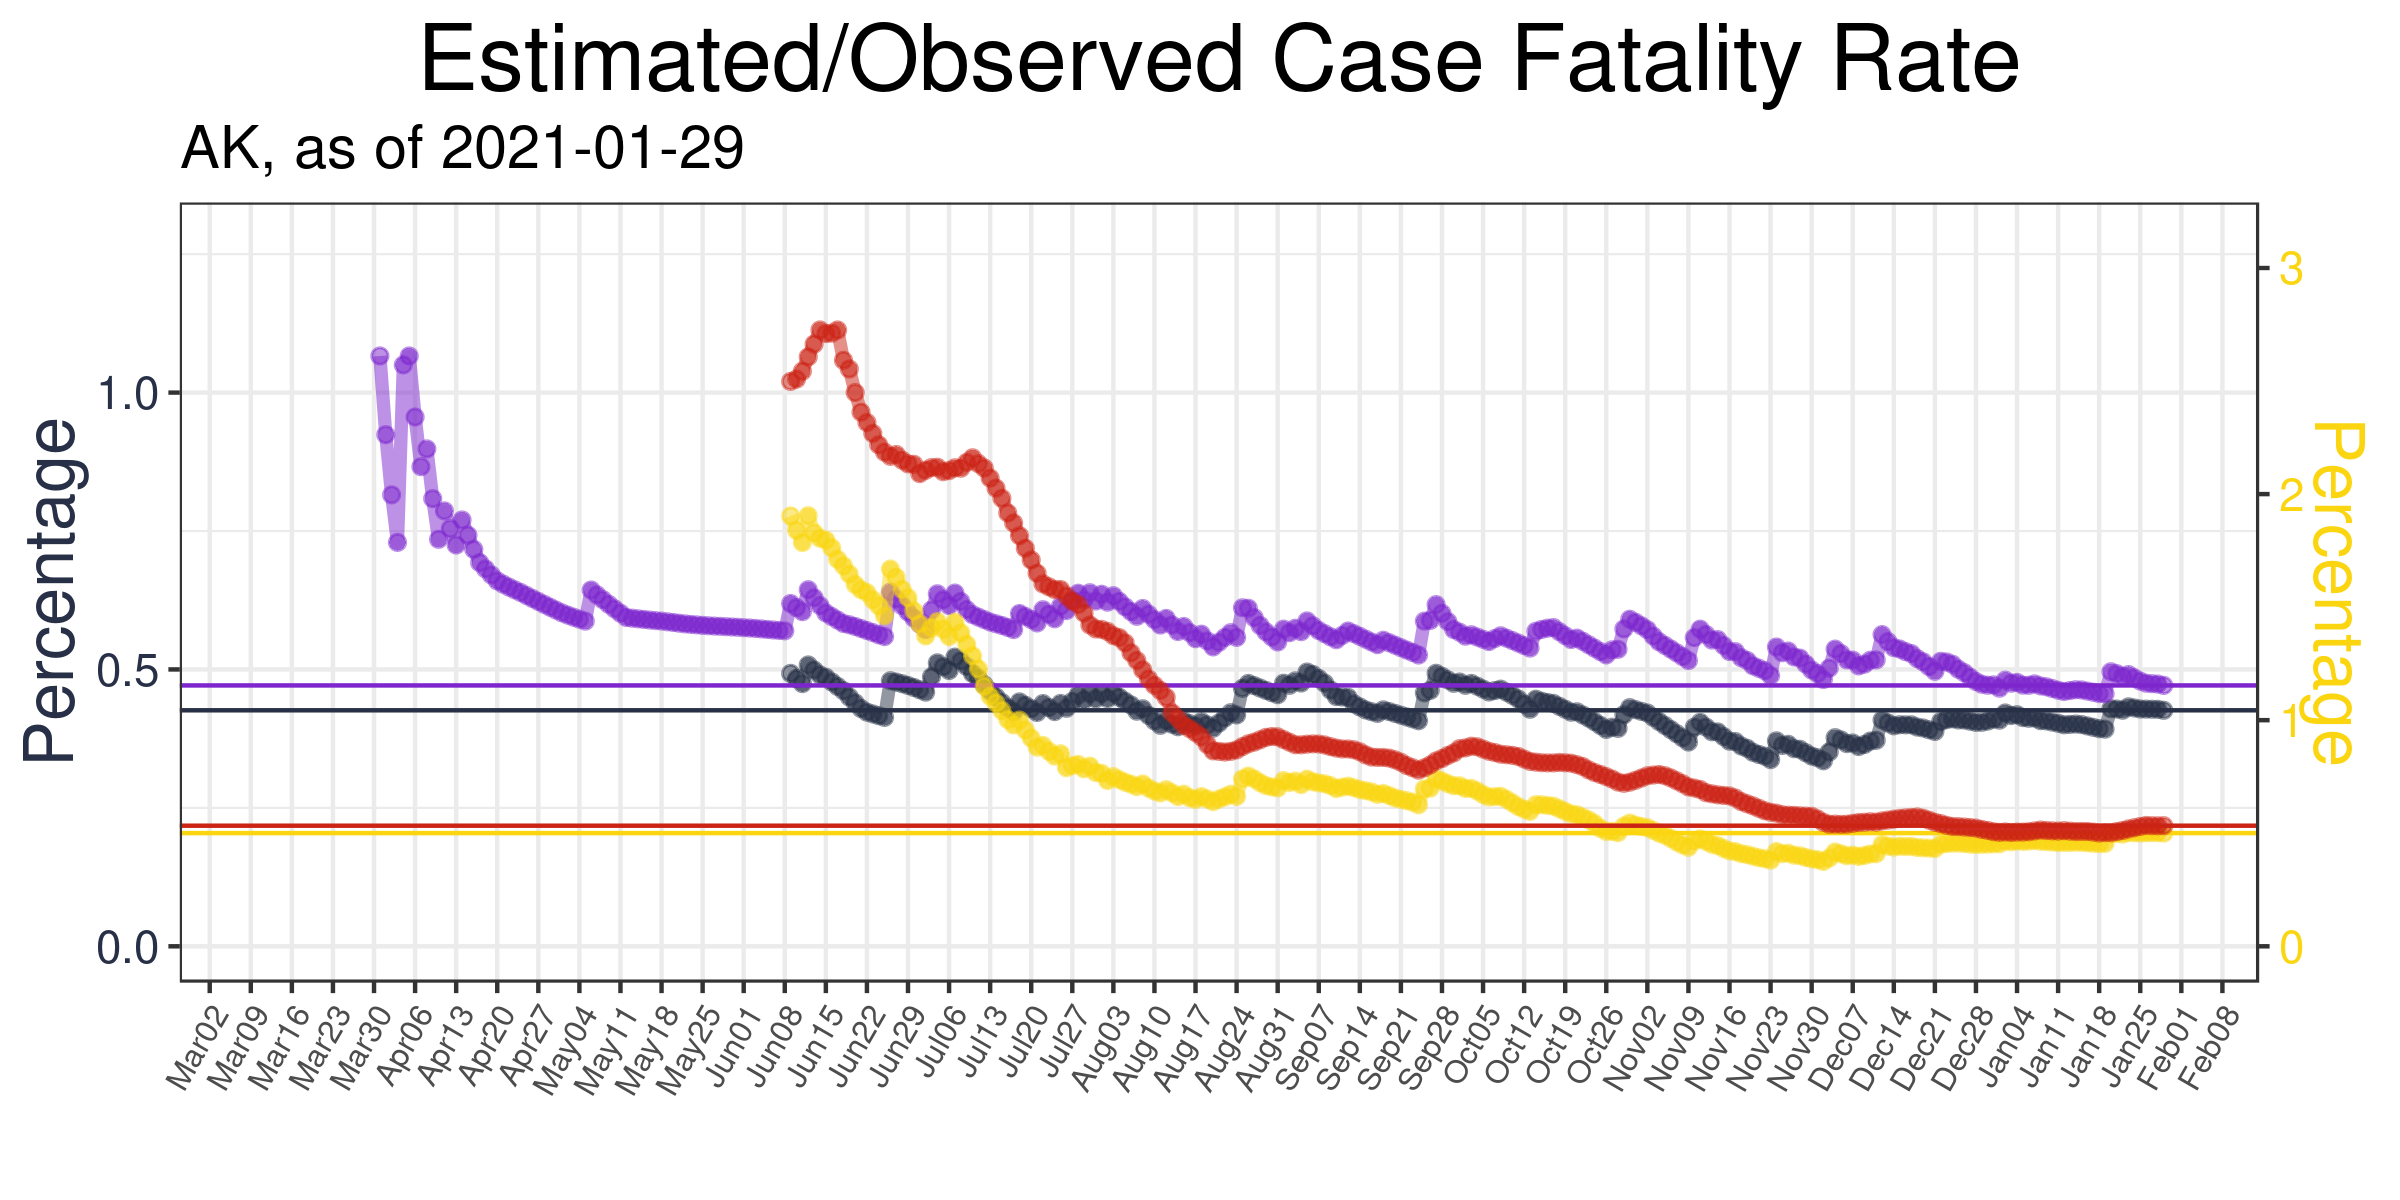 Estimated/Observed Case Fatality Rate
AK, as of 2021-01-29
Percentage
1.0
0.5
0.0
3
2
1
0
Percentage
Mar02
Mar09
Mar16
Mar23
Mar30
Apr06
Apr13
Apr20
Apr27
May04
May11
May18
May25
Jun01
Jun08
Jun15
Jun22
Jun29
Jul06
Jul13
Jul20
Jul27
Aug03
Aug10
Aug17
Aug24
Aug31
Sep07
Sep14
Sep21
Sep28
Oct05
Oct12
Oct19
Oct26
Nov02
Nov09
Nov16
Nov23
Nov30
Dec07
Dec14
Dec21
Dec28
Jan04
Jan11
Jan18
Jan25
Feb01
Feb08